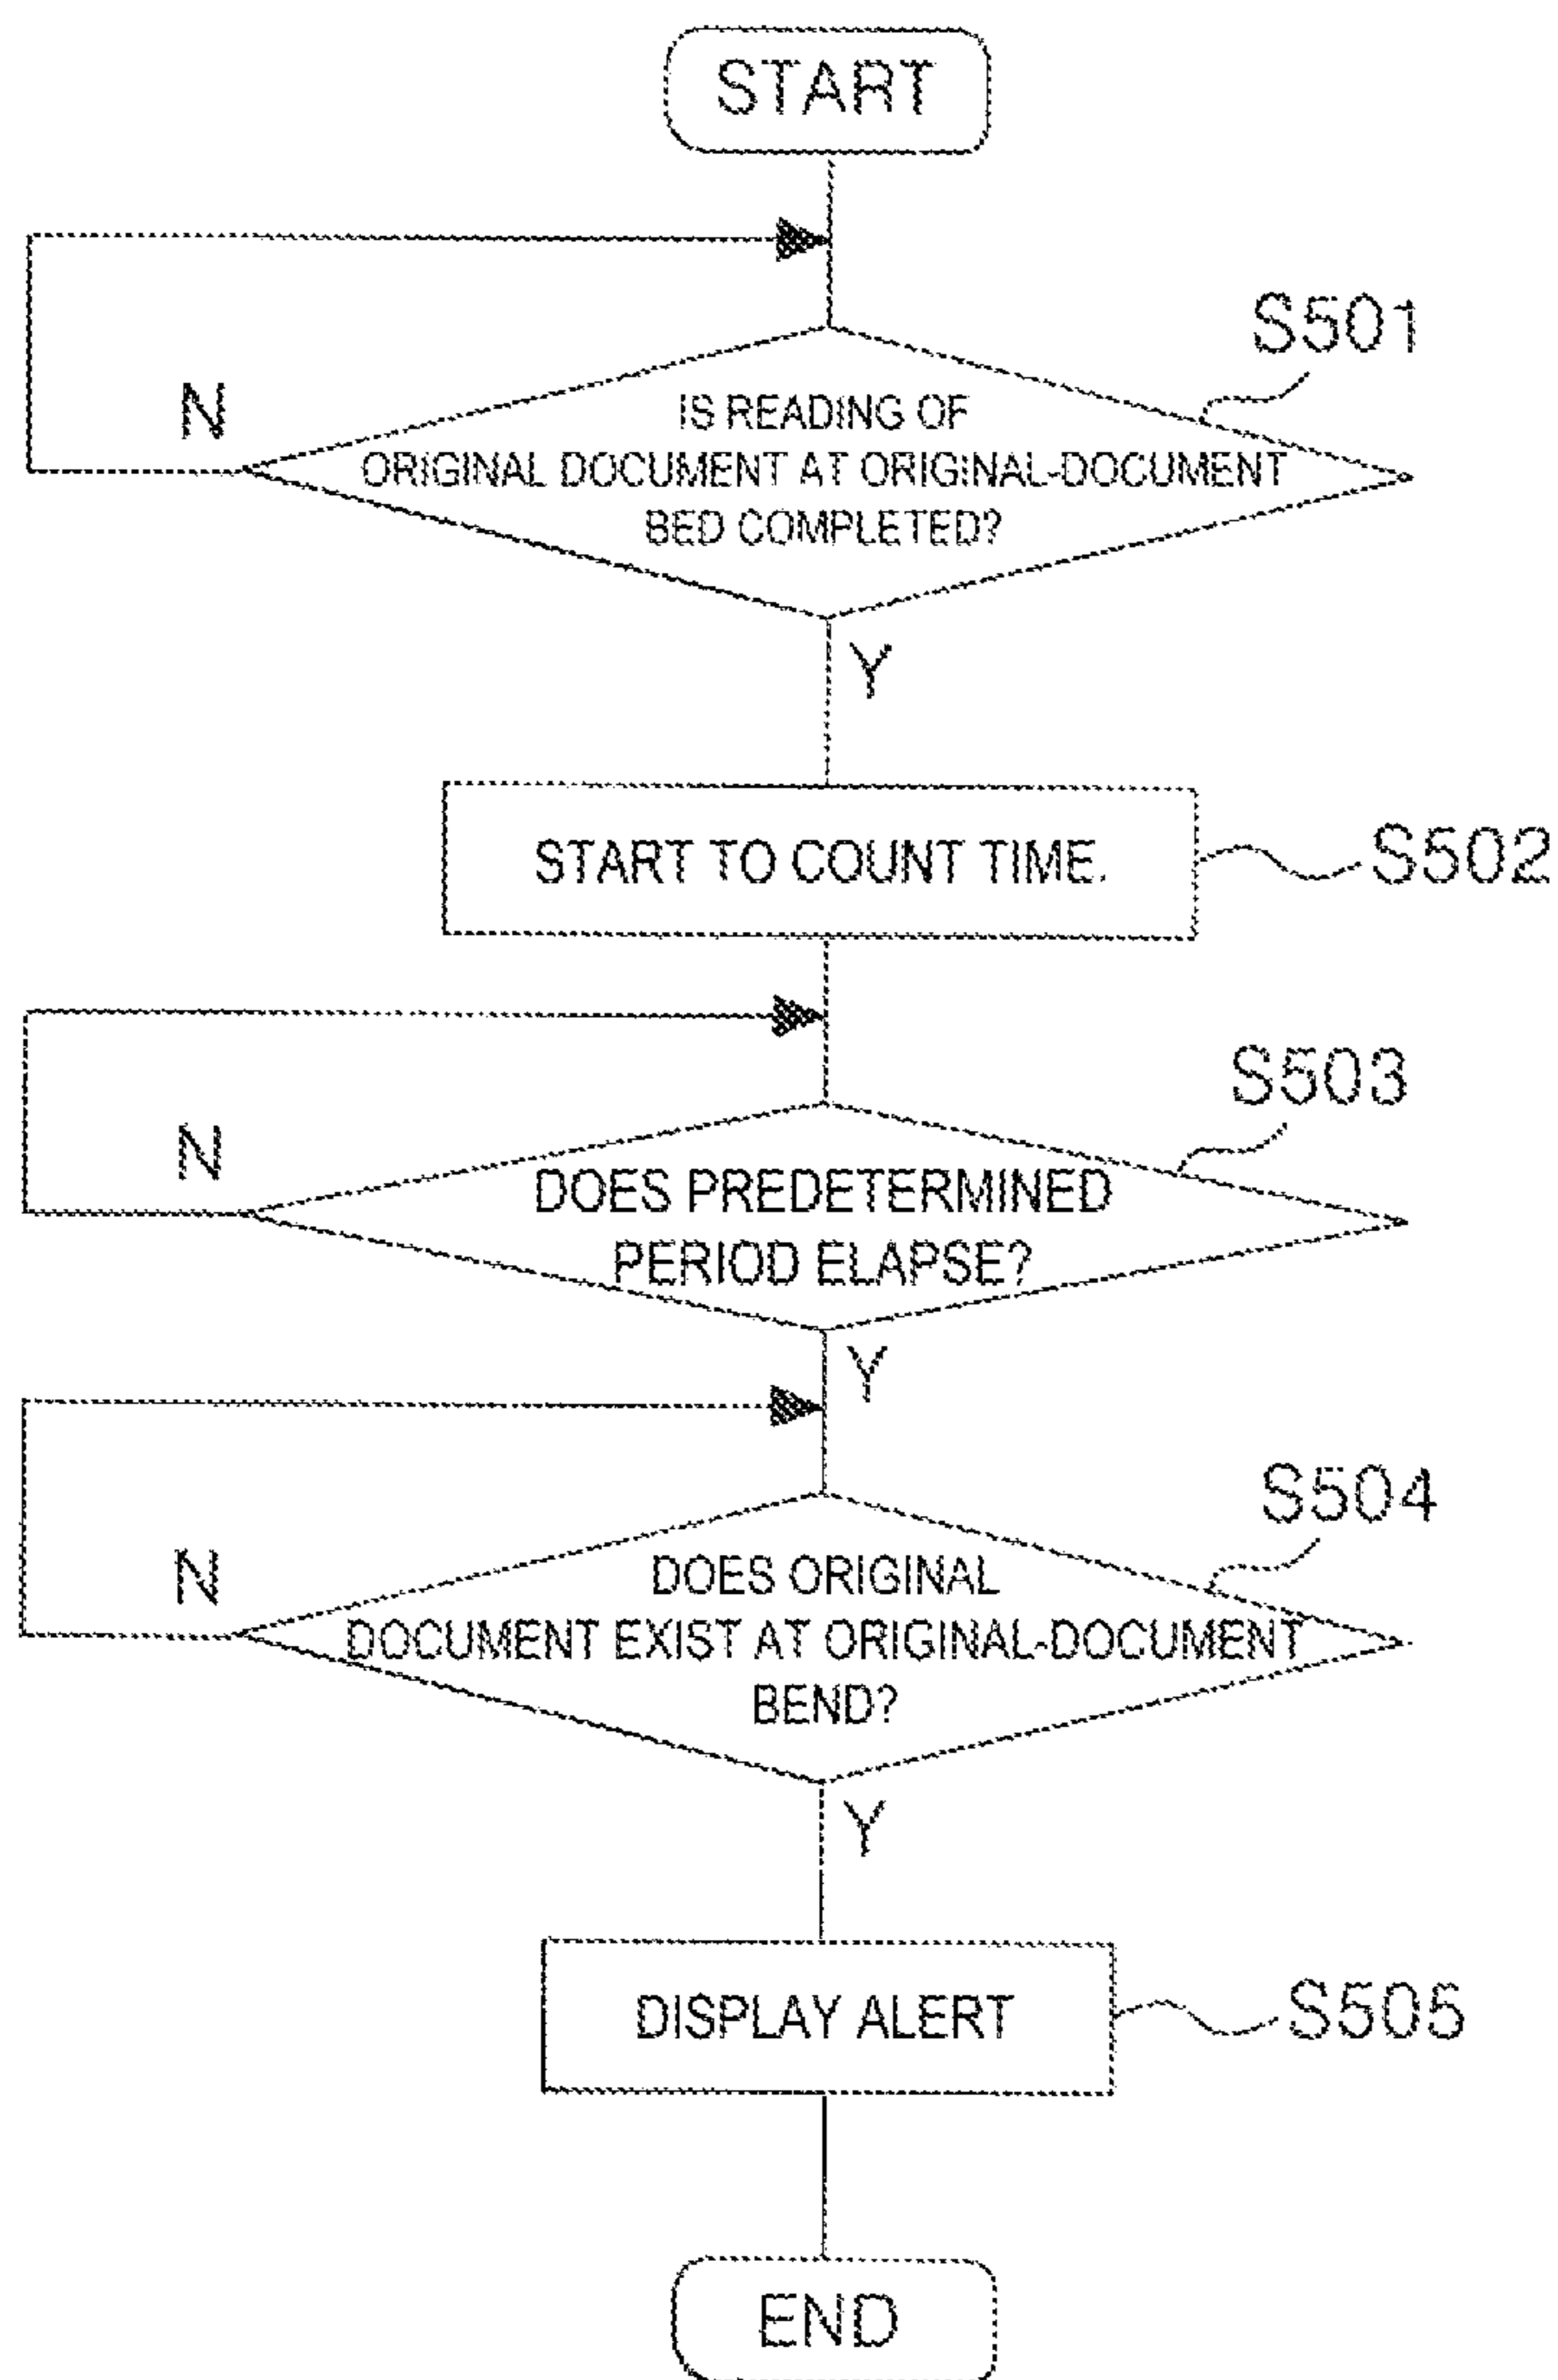 START
S501
N
IS READING OF
ORIGINAL DOCUMENT AT ORIGINAL-DOCUMENT
BED COMPLETED?
Y
START TO COUNT TIME.
S502
S503
N
DOES PREDETERMINED
PERIOD ELAPSE?
Y
S504
N
DOES ORIGINAL
DOCUMENT EXIST AT ORIGINAL-DOCUMENT
BEND?
Y
DISPLAY ALERT
S505
END